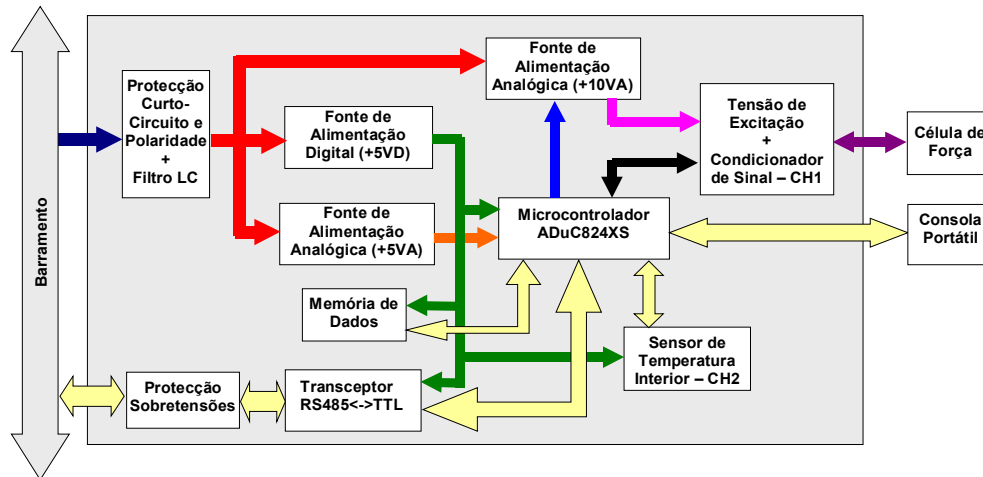 Barramento
Protecção
Curto-
Circuito e
Polaridade
+
Filtro LC
Fonte de
Alimentação
Digital (+5VD)
Fonte de
Alimentação
Analógica (+5VA)
Fonte de
Alimentação
Analógica (+10VA)
Tensão de
Excitação
+
Condicionador
de Sinal – CH1
Célula de
Força
Microcontrolador
ADuC824XS
Consola
Portátil
Memória de
Dados
Sensor de
Temperatura
Interior – CH2
Protecção
Sobretensões
Transceptor
RS485<->TTL